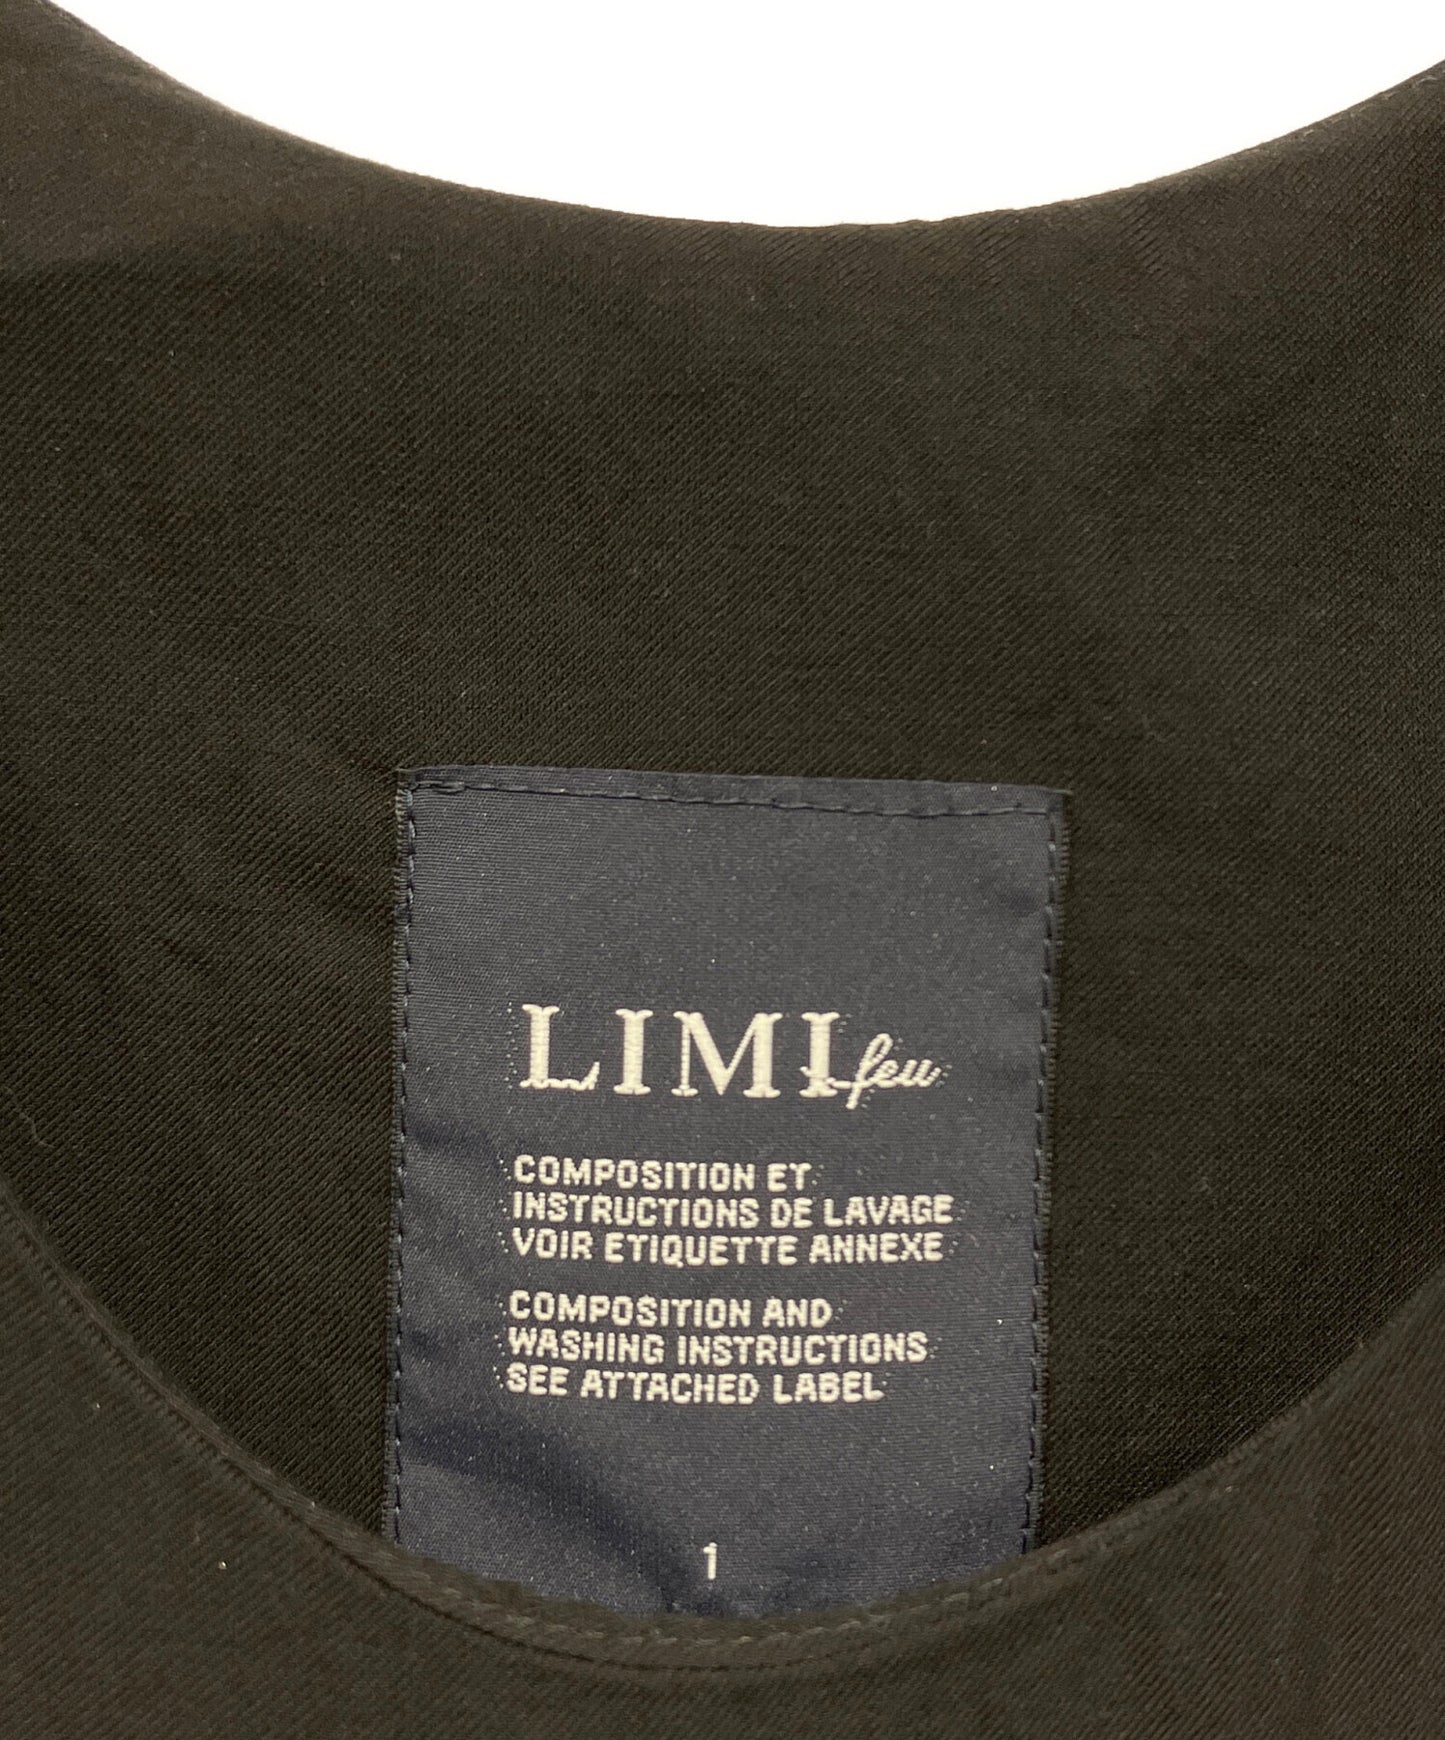 LIMI feu
COMPOSITION ET
INSTRUCTIONS DE LAVAGE
VOIR ETIQUETTE ANNEXE
COMPOSITION AND
WASHING INSTRUCTIONS
SEE ATTACHED LABEL
1